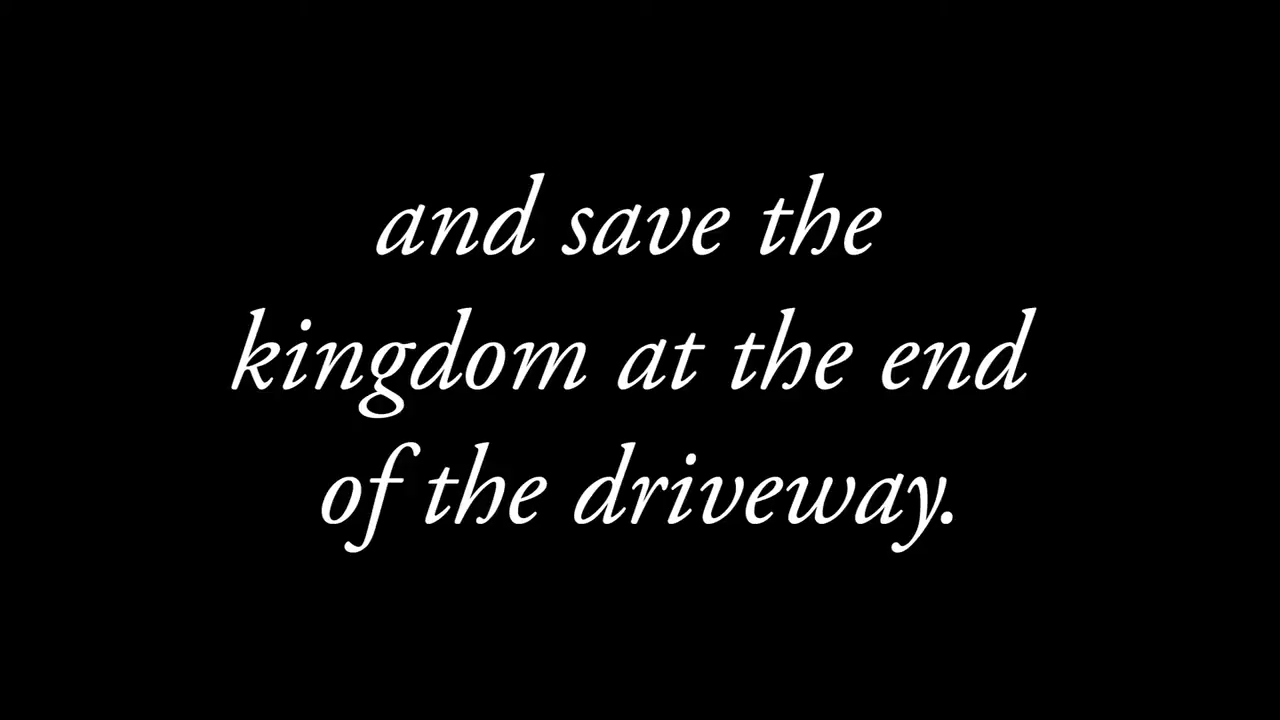 and save the
kingdom at the end
of the driveway.